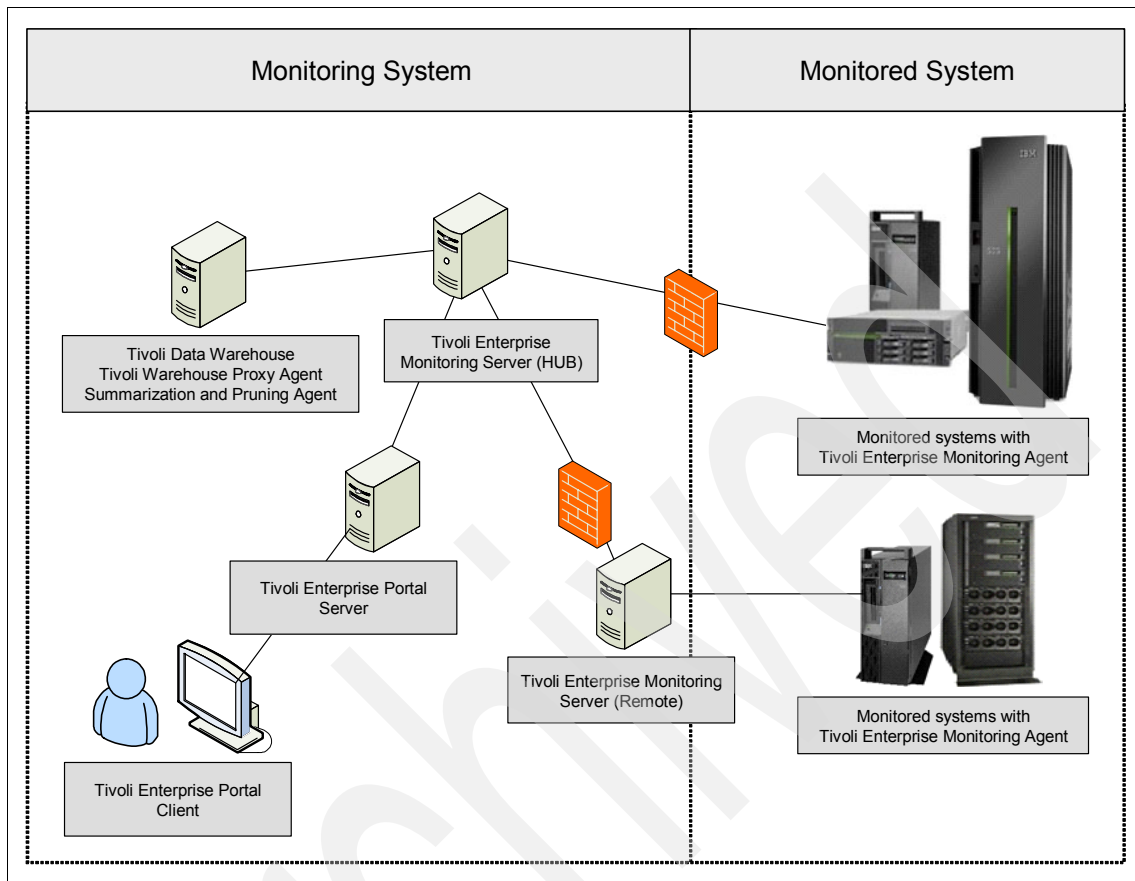 Monitoring System
Monitored System
IBM
Tivoli Data Warehouse
Tivoli Warehouse Proxy Agent
Summarization and Pruning Agent
Tivoli Enterprise
Monitoring Server (HUB)
Monitored systems with
Tivoli Enterprise Monitoring Agent
Tivoli Enterprise Portal
Server
Tivoli Enterprise Monitoring
Server (Remote)
Monitored systems with
Tivoli Enterprise Monitoring Agent
Tivoli Enterprise Portal
Client